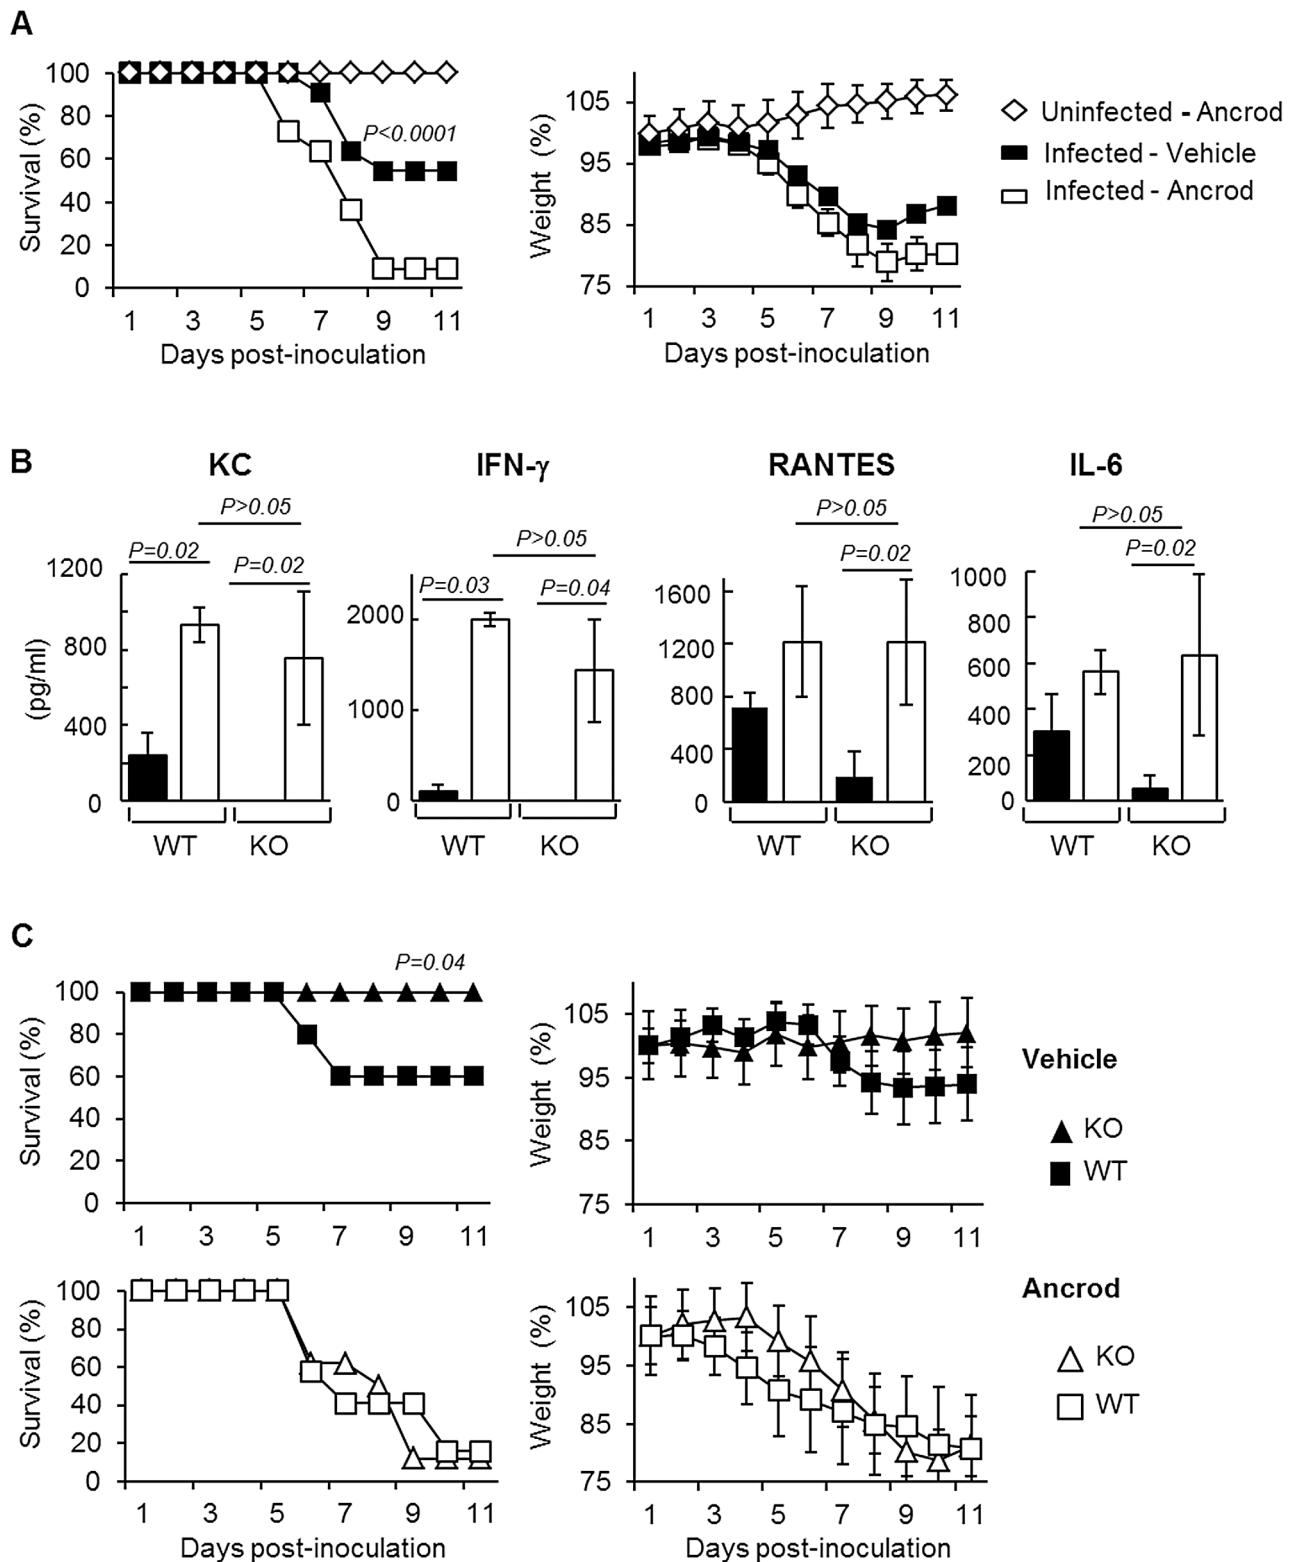 A
Survival (%)
100
80
60
40
20
0
P<0.0001
1 3 5 7 9 11
Days post-inoculation
Weight (%)
105
95
85
75
1 3 5 7 9 11
Days post-inoculation
Uninfected - Ancrod
Infected - Vehicle
Infected - Ancrod
B
KC
(pg/ml)
1200
800
400
0
P=0.02
P>0.05
P=0.02
WT KO
IFN-γ
2000
1000
0
P=0.03
P>0.05
P=0.04
WT KO
RANTES
1600
1200
800
400
0
P>0.05
P=0.02
WT KO
IL-6
1000
800
600
400
200
0
P>0.05
P=0.02
WT KO
C
Survival (%)
100
80
60
40
20
0
P=0.04
1 3 5 7 9 11
Weight (%)
105
95
85
75
1 3 5 7 9 11
Vehicle
KO
WT
Survival (%)
100
80
60
40
20
0
1 3 5 7 9 11
Days post-inoculation
Weight (%)
105
95
85
75
1 3 5 7 9 11
Days post-inoculation
Ancrod
KO
WT